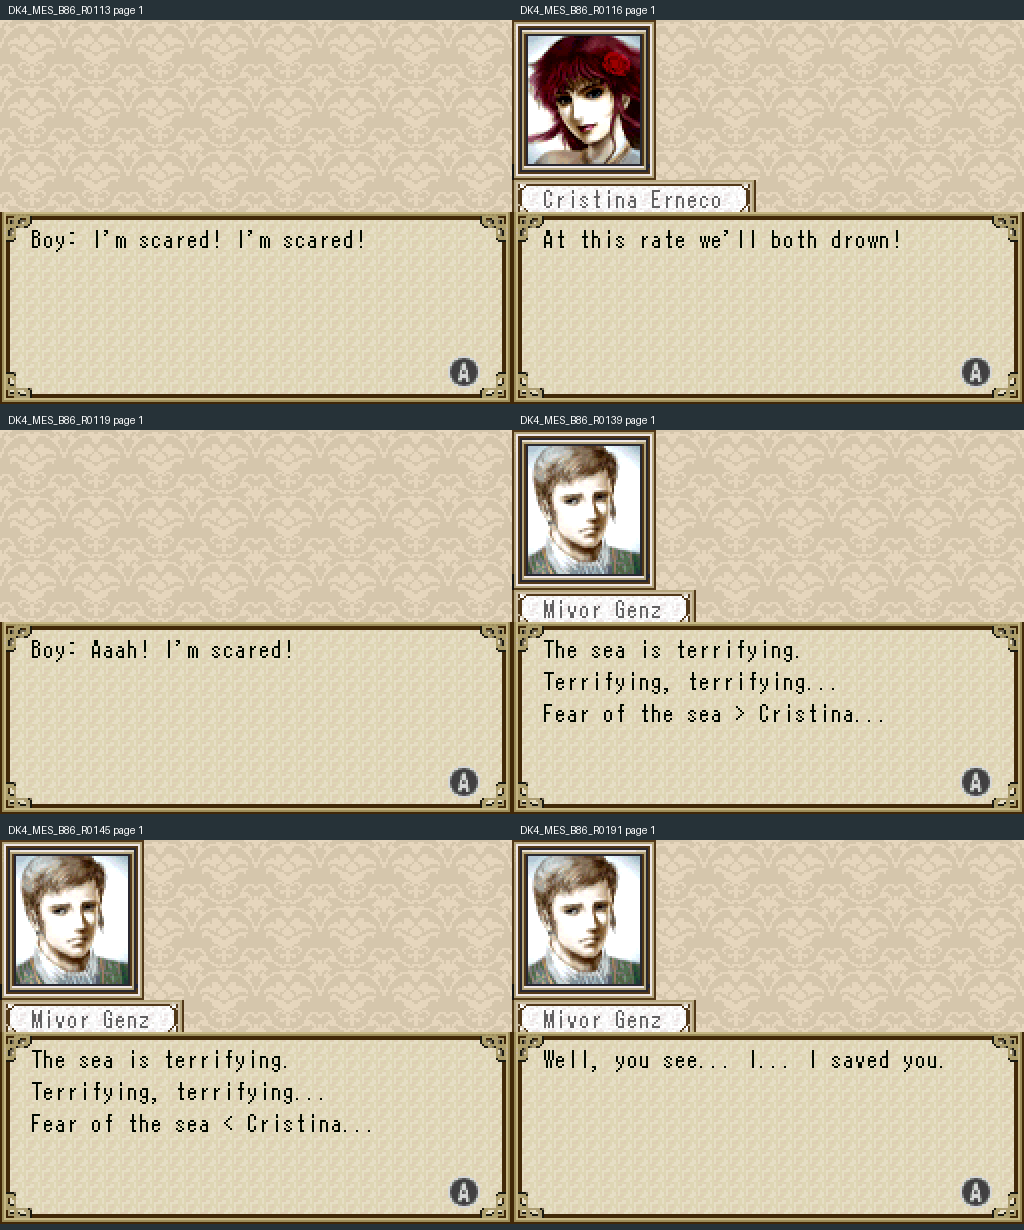 DK4_MES_B86_R0113 page 1
Boy: I'm scared! I'm scared!
A
DK4_MES_B86_R0116 page 1
Cristina Erneco
At this rate we'll both drown!
A
DK4_MES_B86_R0119 page 1
Boy: Aaah! I'm scared!
A
DK4_MES_B86_R0139 page 1
Mivor Genz
The sea is terrifying.
Terrifying, terrifying...
Fear of the sea > Cristina...
A
DK4_MES_B86_R0145 page 1
Mivor Genz
The sea is terrifying.
Terrifying, terrifying...
Fear of the sea < Cristina...
A
DK4_MES_B86_R0191 page 1
Mivor Genz
Well, you see... I... I saved you.
A